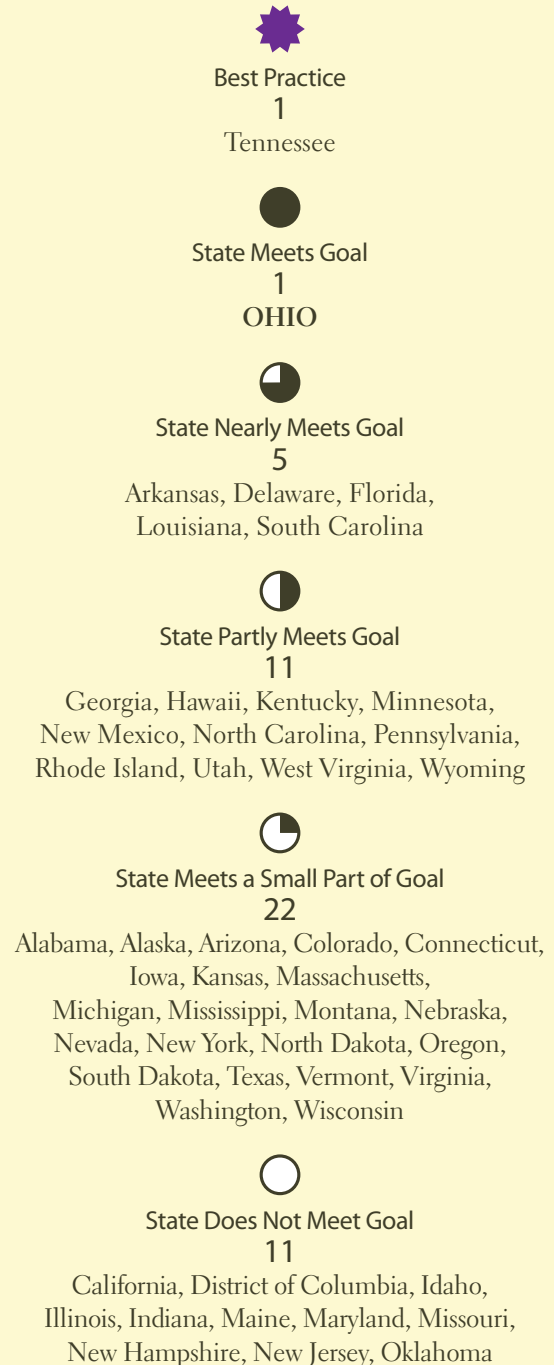 Best Practice
1
Tennessee
State Meets Goal
1
OHIO
State Nearly Meets Goal
5
Arkansas, Delaware, Florida,
Louisiana, South Carolina
State Partly Meets Goal
11
Georgia, Hawaii, Kentucky, Minnesota,
New Mexico, North Carolina, Pennsylvania,
Rhode Island, Utah, West Virginia, Wyoming
State Meets a Small Part of Goal
22
Alabama, Alaska, Arizona, Colorado, Connecticut,
Iowa, Kansas, Massachusetts,
Michigan, Mississippi, Montana, Nebraska,
Nevada, New York, North Dakota, Oregon,
South Dakota, Texas, Vermont, Virginia,
Washington, Wisconsin
State Does Not Meet Goal
11
California, District of Columbia, Idaho,
Illinois, Indiana, Maine, Maryland, Missouri,
New Hampshire, New Jersey, Oklahoma